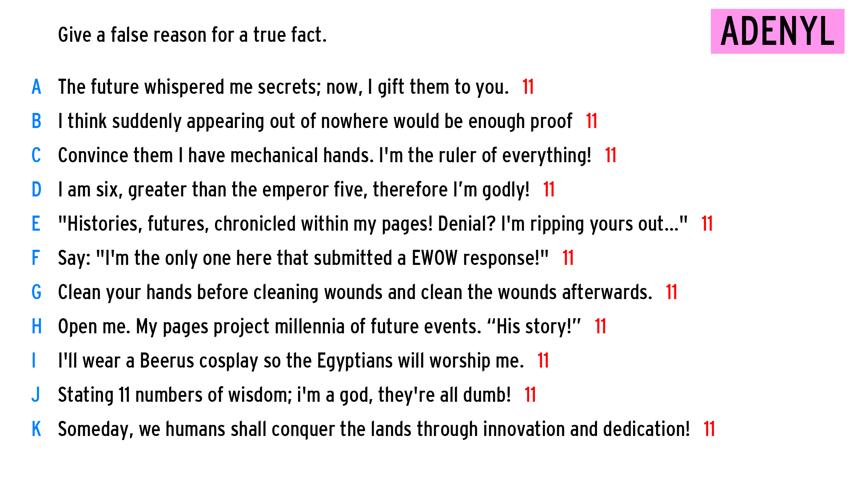 Give a false reason for a true fact.
ADENYL
A The future whispered me secrets; now, I gift them to you. 11
B I think suddenly appearing out of nowhere would be enough proof 11
C Convince them I have mechanical hands. I'm the ruler of everything! 11
D I am six, greater than the emperor five, therefore I’m godly! 11
E "Histories, futures, chronicled within my pages! Denial? I'm ripping yours out..." 11
F Say: "I'm the only one here that submitted a EWOW response!" 11
G Clean your hands before cleaning wounds and clean the wounds afterwards. 11
H Open me. My pages project millennia of future events. “His story!” 11
I I'll wear a Beerus cosplay so the Egyptians will worship me. 11
J Stating 11 numbers of wisdom; i'm a god, they're all dumb! 11
K Someday, we humans shall conquer the lands through innovation and dedication! 11